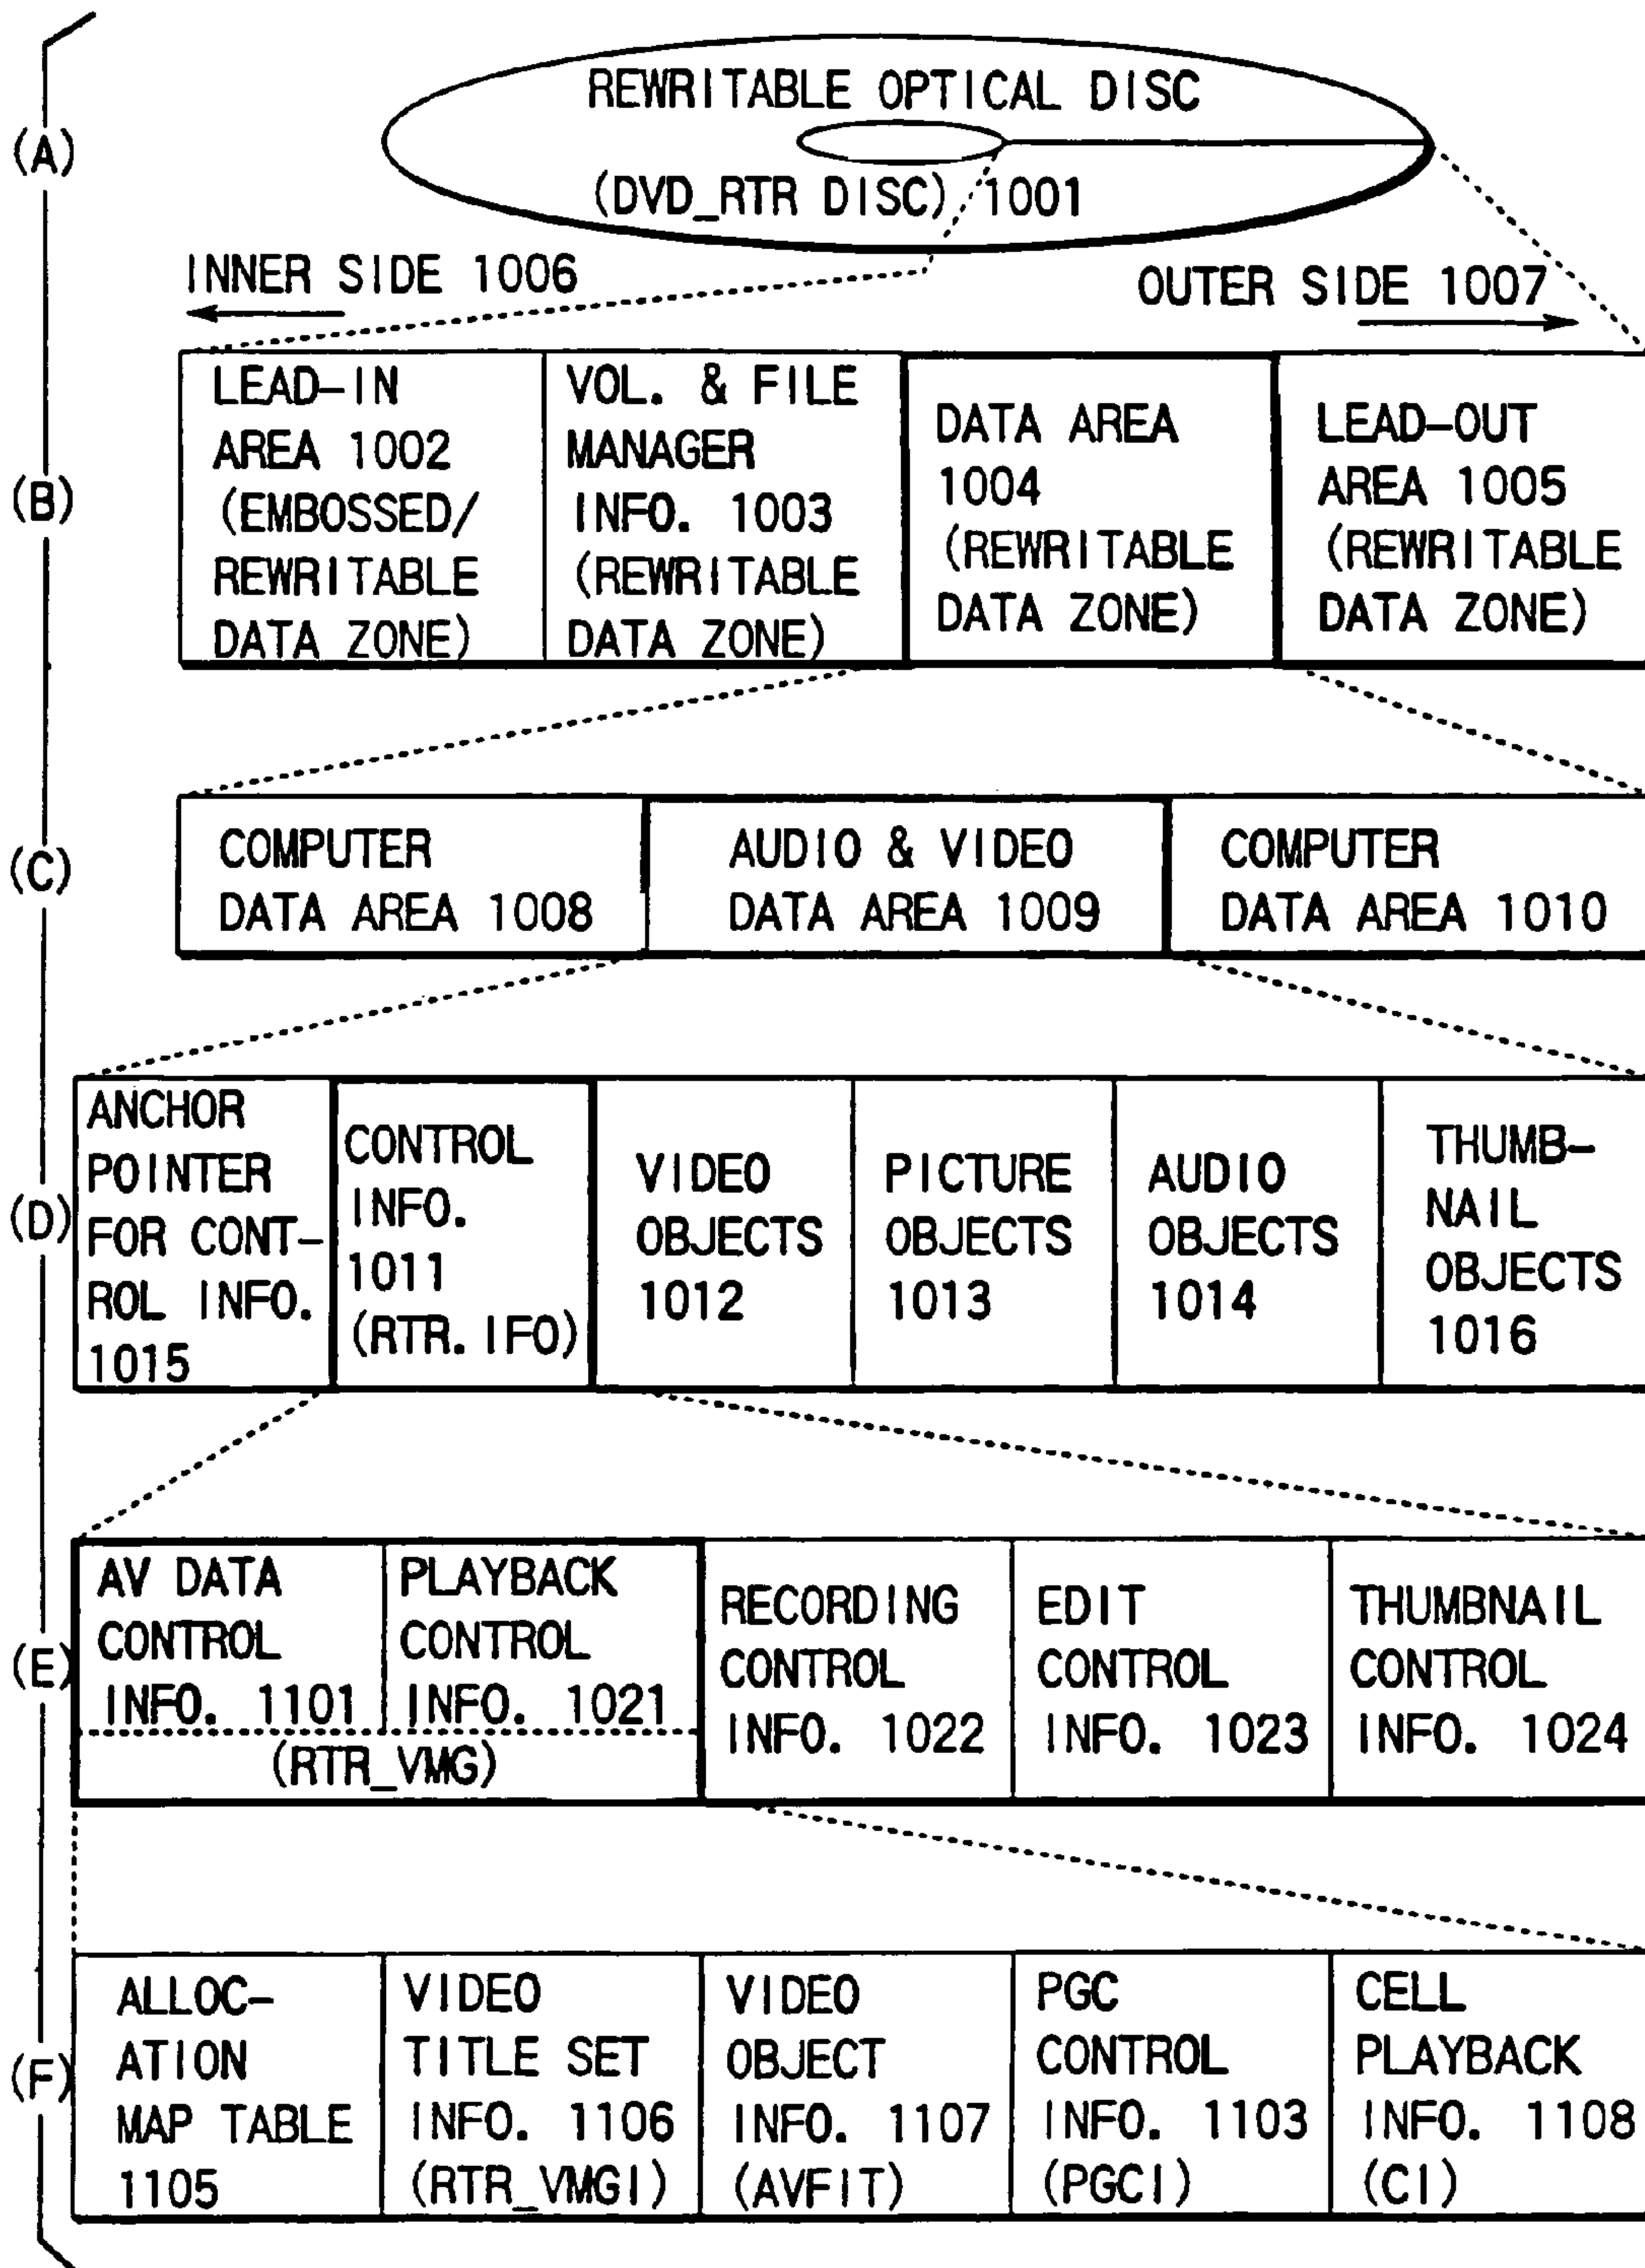 (A)
REWRITABLE OPTICAL DISC
(DVD_RTR DISC) 1001
INNER SIDE 1006
OUTER SIDE 1007
(B)
LEAD-IN
AREA 1002
(EMBOSSED/
REWRITABLE
DATA ZONE)
VOL. & FILE
MANAGER
INFO. 1003
(REWRITABLE
DATA ZONE)
DATA AREA
1004
(REWRITABLE
DATA ZONE)
LEAD-OUT
AREA 1005
(REWRITABLE
DATA ZONE)
(C)
COMPUTER
DATA AREA 1008
AUDIO & VIDEO
DATA AREA 1009
COMPUTER
DATA AREA 1010
(D)
ANCHOR
POINTER
FOR CONT-
ROL INFO.
1015
CONTROL
INFO.
1011
(RTR.IFO)
VIDEO
OBJECTS
1012
PICTURE
OBJECTS
1013
AUDIO
OBJECTS
1014
THUMB-
NAIL
OBJECTS
1016
(E)
AV DATA
CONTROL
INFO. 1101
PLAYBACK
CONTROL
INFO. 1021
(RTR_VMG)
RECORDING
CONTROL
INFO. 1022
EDIT
CONTROL
INFO. 1023
THUMBNAIL
CONTROL
INFO. 1024
(F)
ALLOC-
ATION
MAP TABLE
1105
VIDEO
TITLE SET
INFO. 1106
(RTR_VMGI)
VIDEO
OBJECT
INFO. 1107
(AVFIT)
PGC
CONTROL
INFO. 1103
(PGCI)
CELL
PLAYBACK
INFO. 1108
(CI)